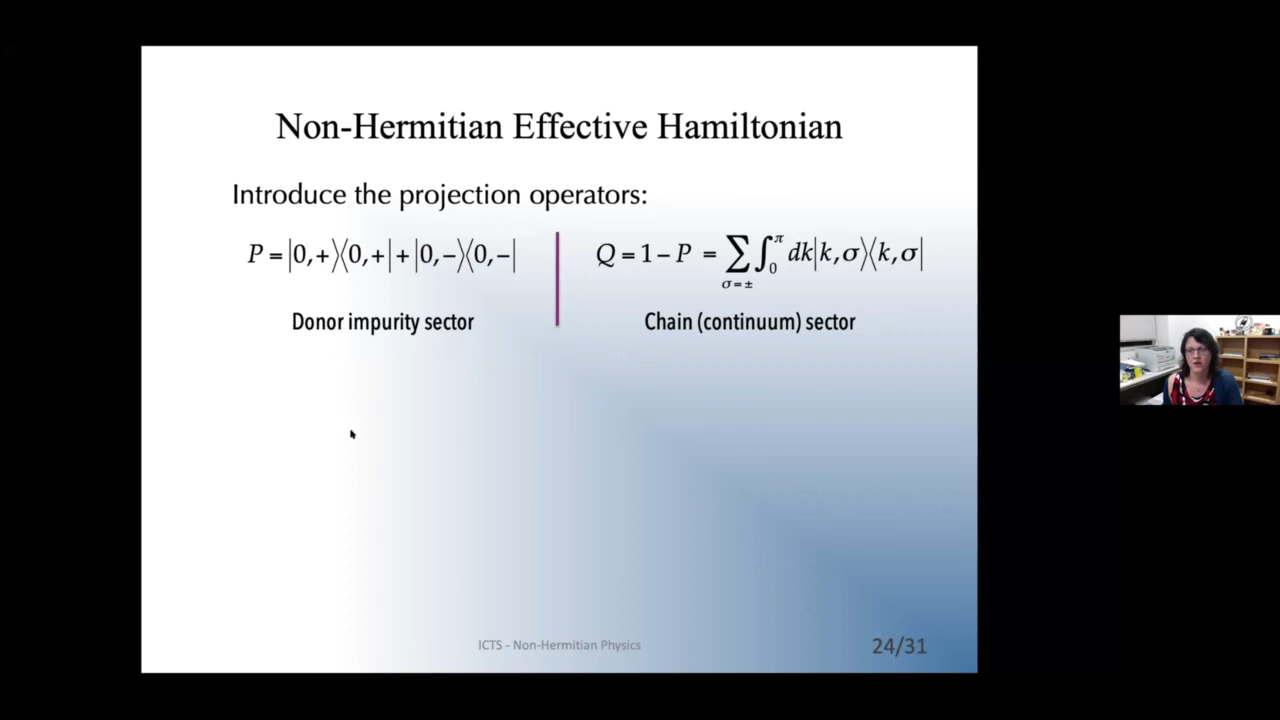 Non-Hermitian Effective Hamiltonian
Introduce the projection operators:
P = |0,+⟩⟨0,+| + |0,−⟩⟨0,−|
Q = 1 − P = ∑σ=± ∫0π dk|k,σ⟩⟨k,σ|
Donor impurity sector
Chain (continuum) sector
ICTS - Non-Hermitian Physics
24/31